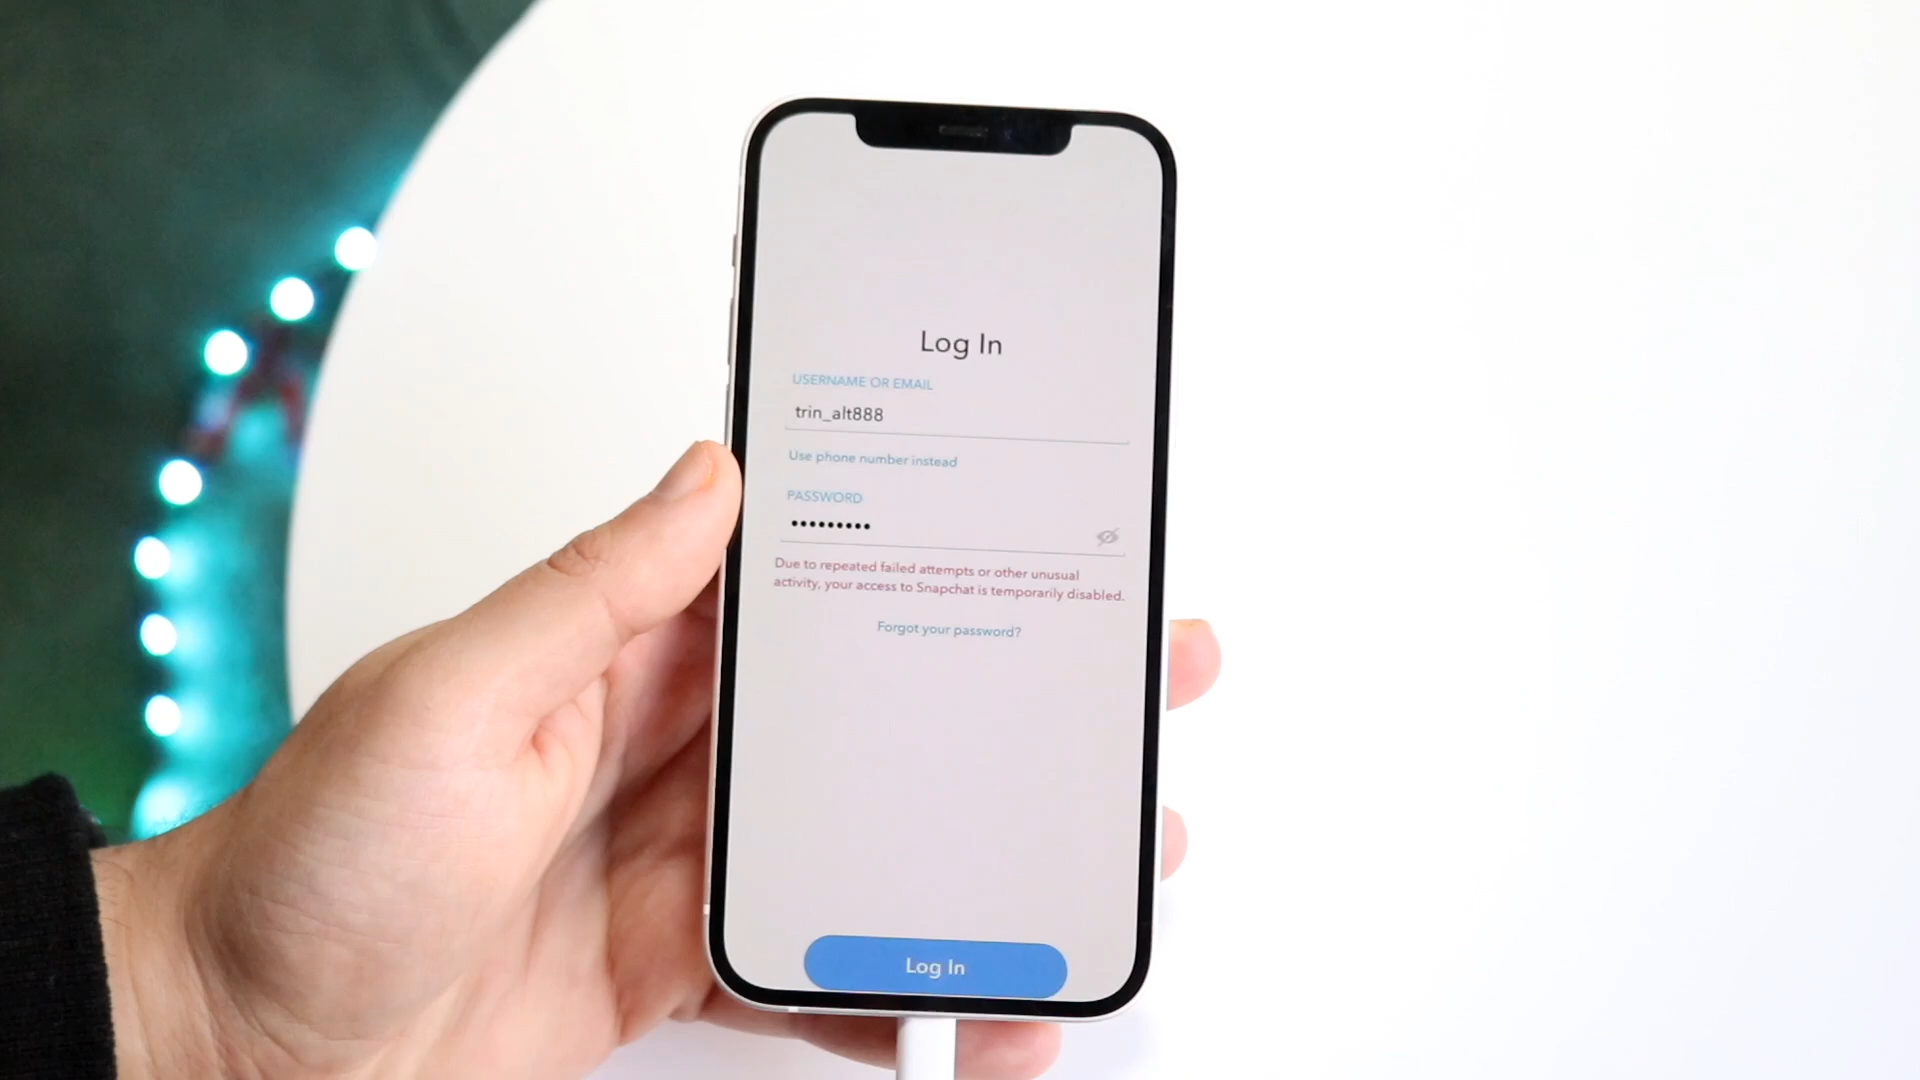 Log In
USERNAME OR EMAIL
trin_alt888
Use phone number instead
PASSWORD
•••••••••
Due to repeated failed attempts or other unusual
activity, your access to Snapchat is temporarily disabled.
Forgot your password?
Log In